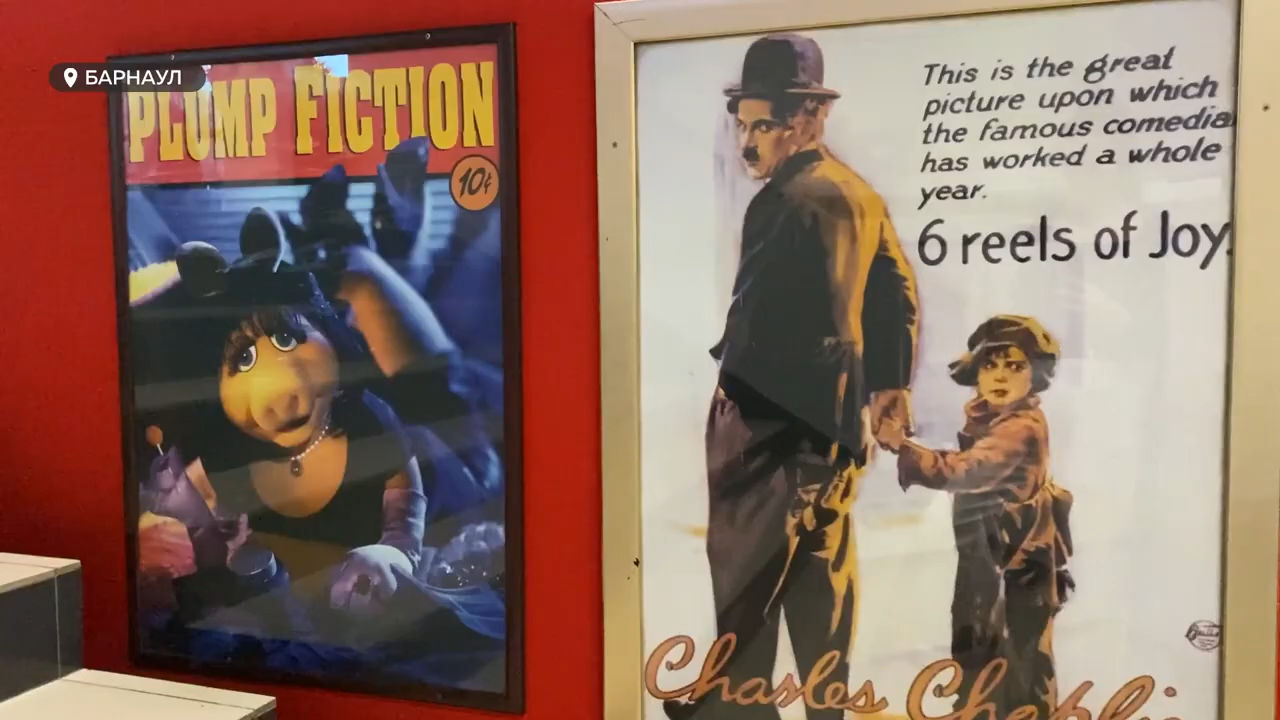 БАРНАУЛ
PLUMP FICTION
10¢
This is the great
picture upon which
the famous comedia
has worked a whole
year.
6 reels of Joy.
Charles Chaplin